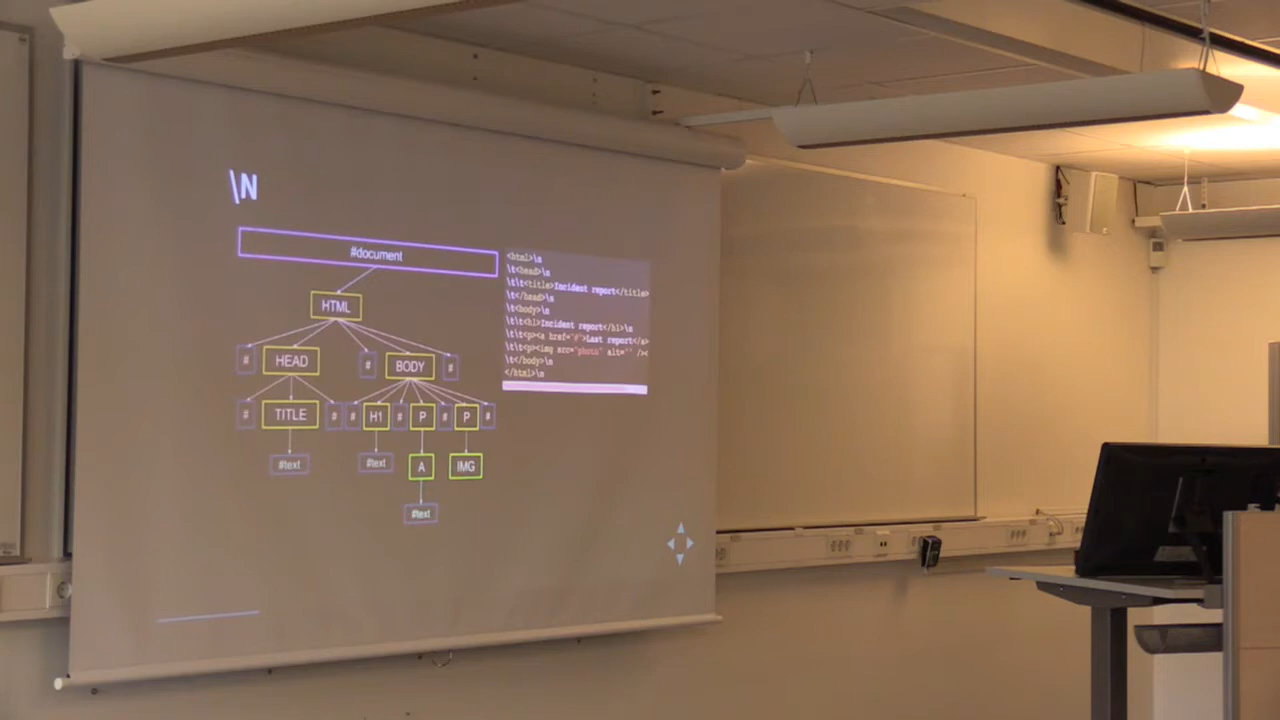 \N
#document
HTML
# HEAD # BODY #
# TITLE # # H1 # P # P #
#text #text A IMG
#text
<html>\n
\t<head>\n
\t\t<title>Incident report</title>
\t</head>\n
\t<body>\n
\t\t<h1>Incident report</h1>\n
\t\t<p><a href="#">Last report</a>
\t\t<p><img src="photo" alt="" /><
\t</body>\n
</html>\n